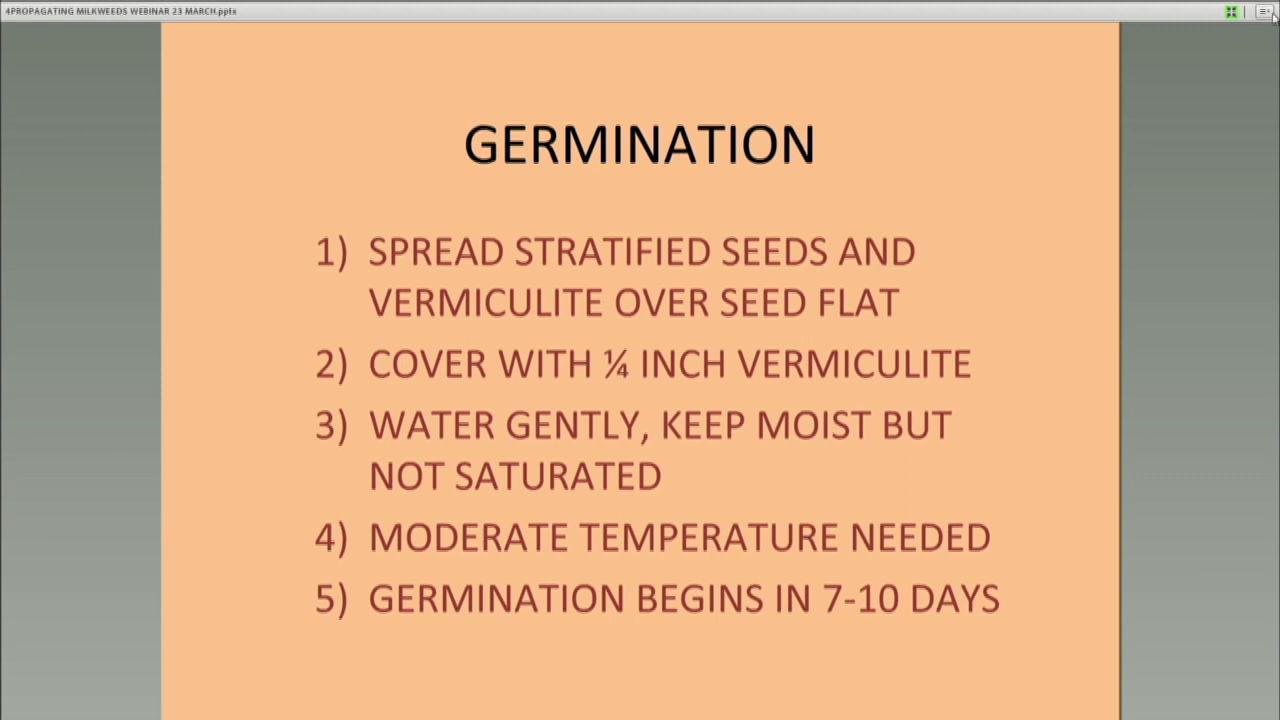 4PROPAGATING MILKWEEDS WEBINAR 23 MARCH.pptx
GERMINATION
1) SPREAD STRATIFIED SEEDS AND
VERMICULITE OVER SEED FLAT
2) COVER WITH ¼ INCH VERMICULITE
3) WATER GENTLY, KEEP MOIST BUT
NOT SATURATED
4) MODERATE TEMPERATURE NEEDED
5) GERMINATION BEGINS IN 7-10 DAYS